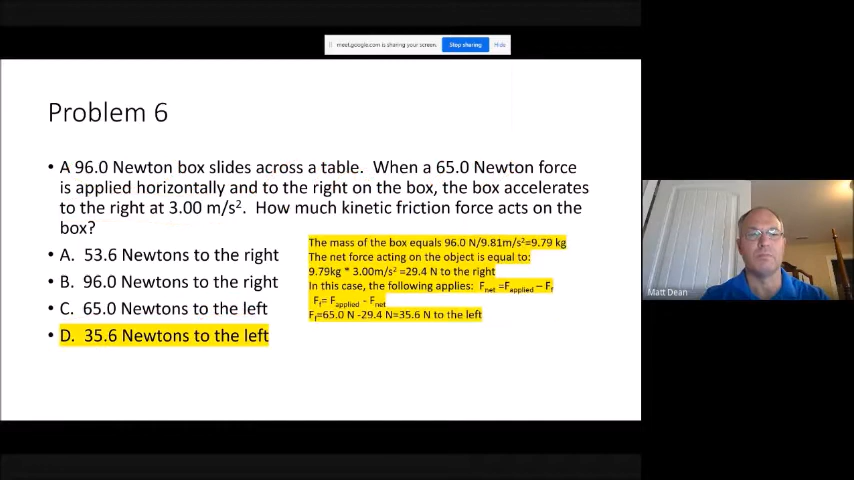 meet.google.com is sharing your screen.
Stop sharing
Hide
Problem 6
• A 96.0 Newton box slides across a table.  When a 65.0 Newton force
is applied horizontally and to the right on the box, the box accelerates
to the right at 3.00 m/s².  How much kinetic friction force acts on the
box?
• A.  53.6 Newtons to the right
• B.  96.0 Newtons to the right
• C.  65.0 Newtons to the left
• D.  35.6 Newtons to the left
The mass of the box equals 96.0 N/9.81m/s²=9.79 kg
The net force acting on the object is equal to:
9.79kg * 3.00m/s² =29.4 N to the right
In this case, the following applies:  Fnet =Fapplied – Ff
Ff= Fapplied - Fnet
Ff=65.0 N -29.4 N=35.6 N to the left
Matt Dean